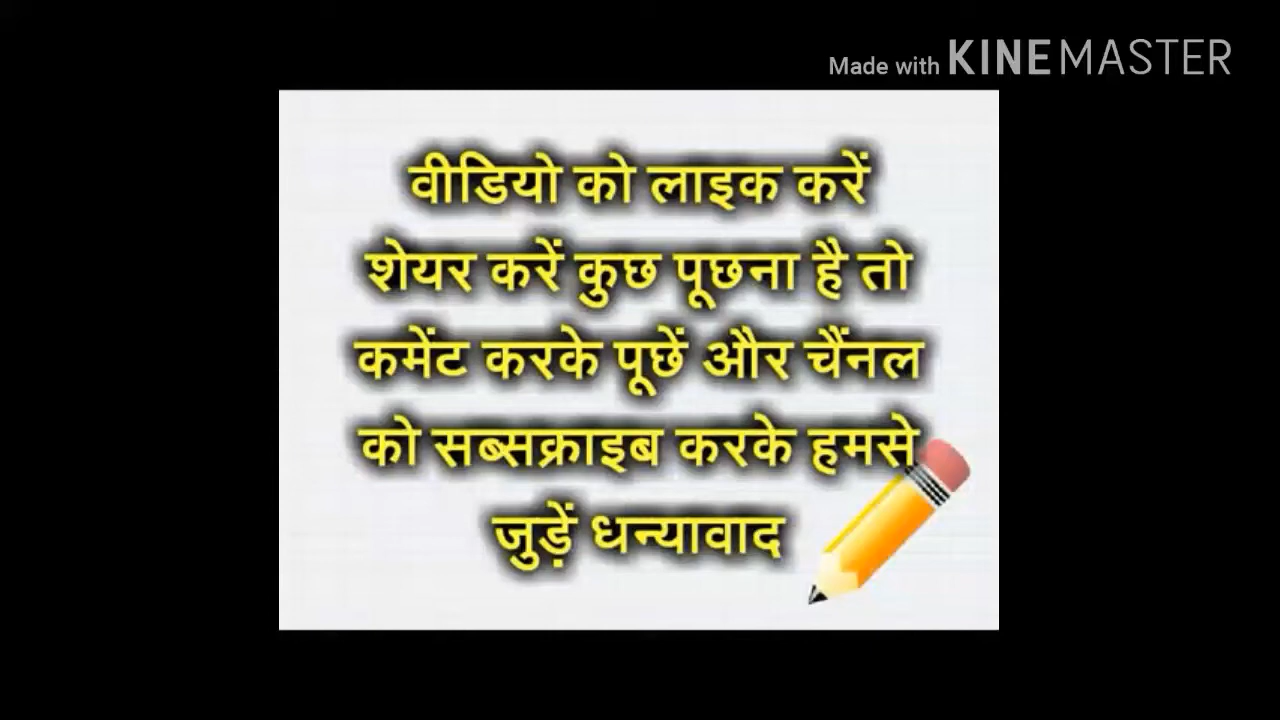 Made with KINEMASTER
वीडियो को लाइक करें
शेयर करें कुछ पूछना है तो
कमेंट करके पूछें और चैंनल
को सब्सक्राइब करके हमसे
जुड़ें धन्यावाद